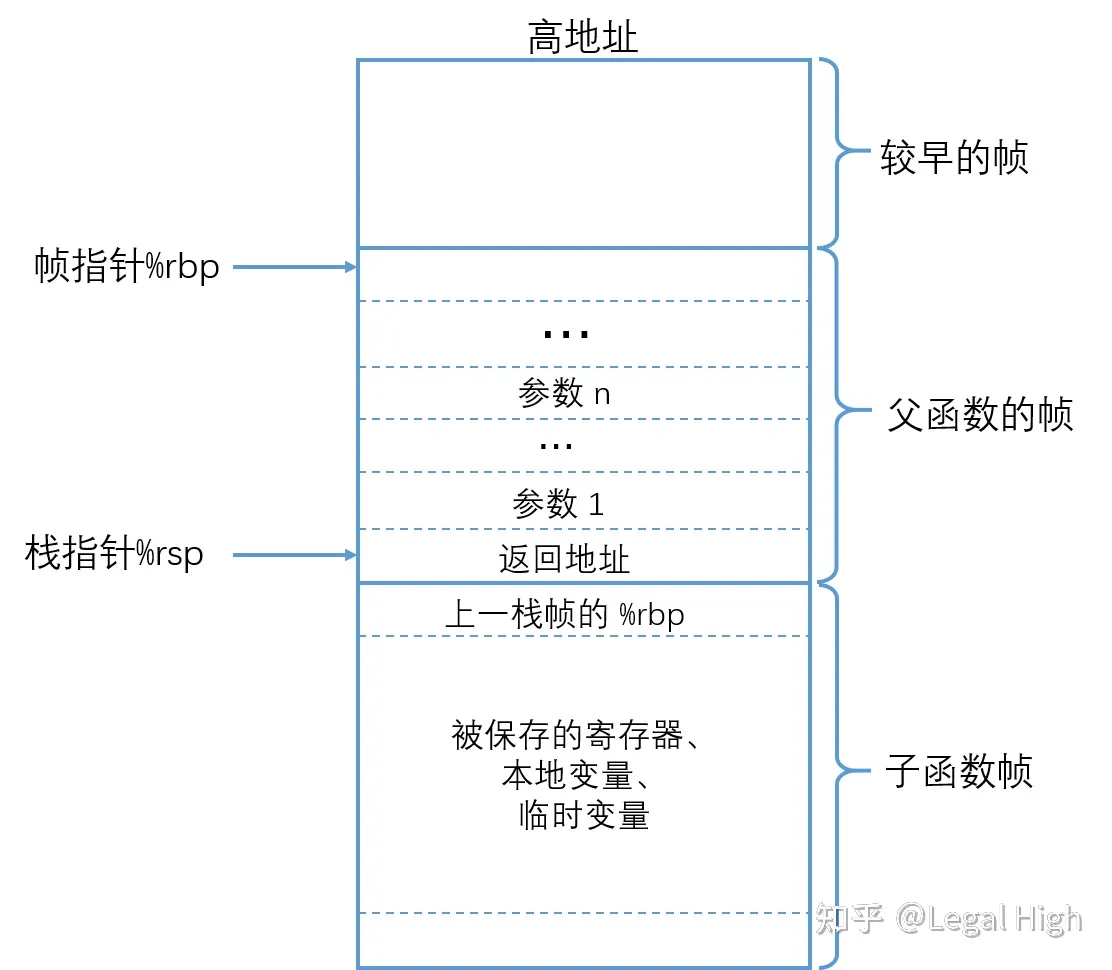 高地址
较早的帧
帧指针%rbp
...
参数 n
父函数的帧
...
参数 1
栈指针%rsp
返回地址
上一栈帧的 %rbp
被保存的寄存器、
本地变量、
临时变量
子函数帧
知乎 @Legal High